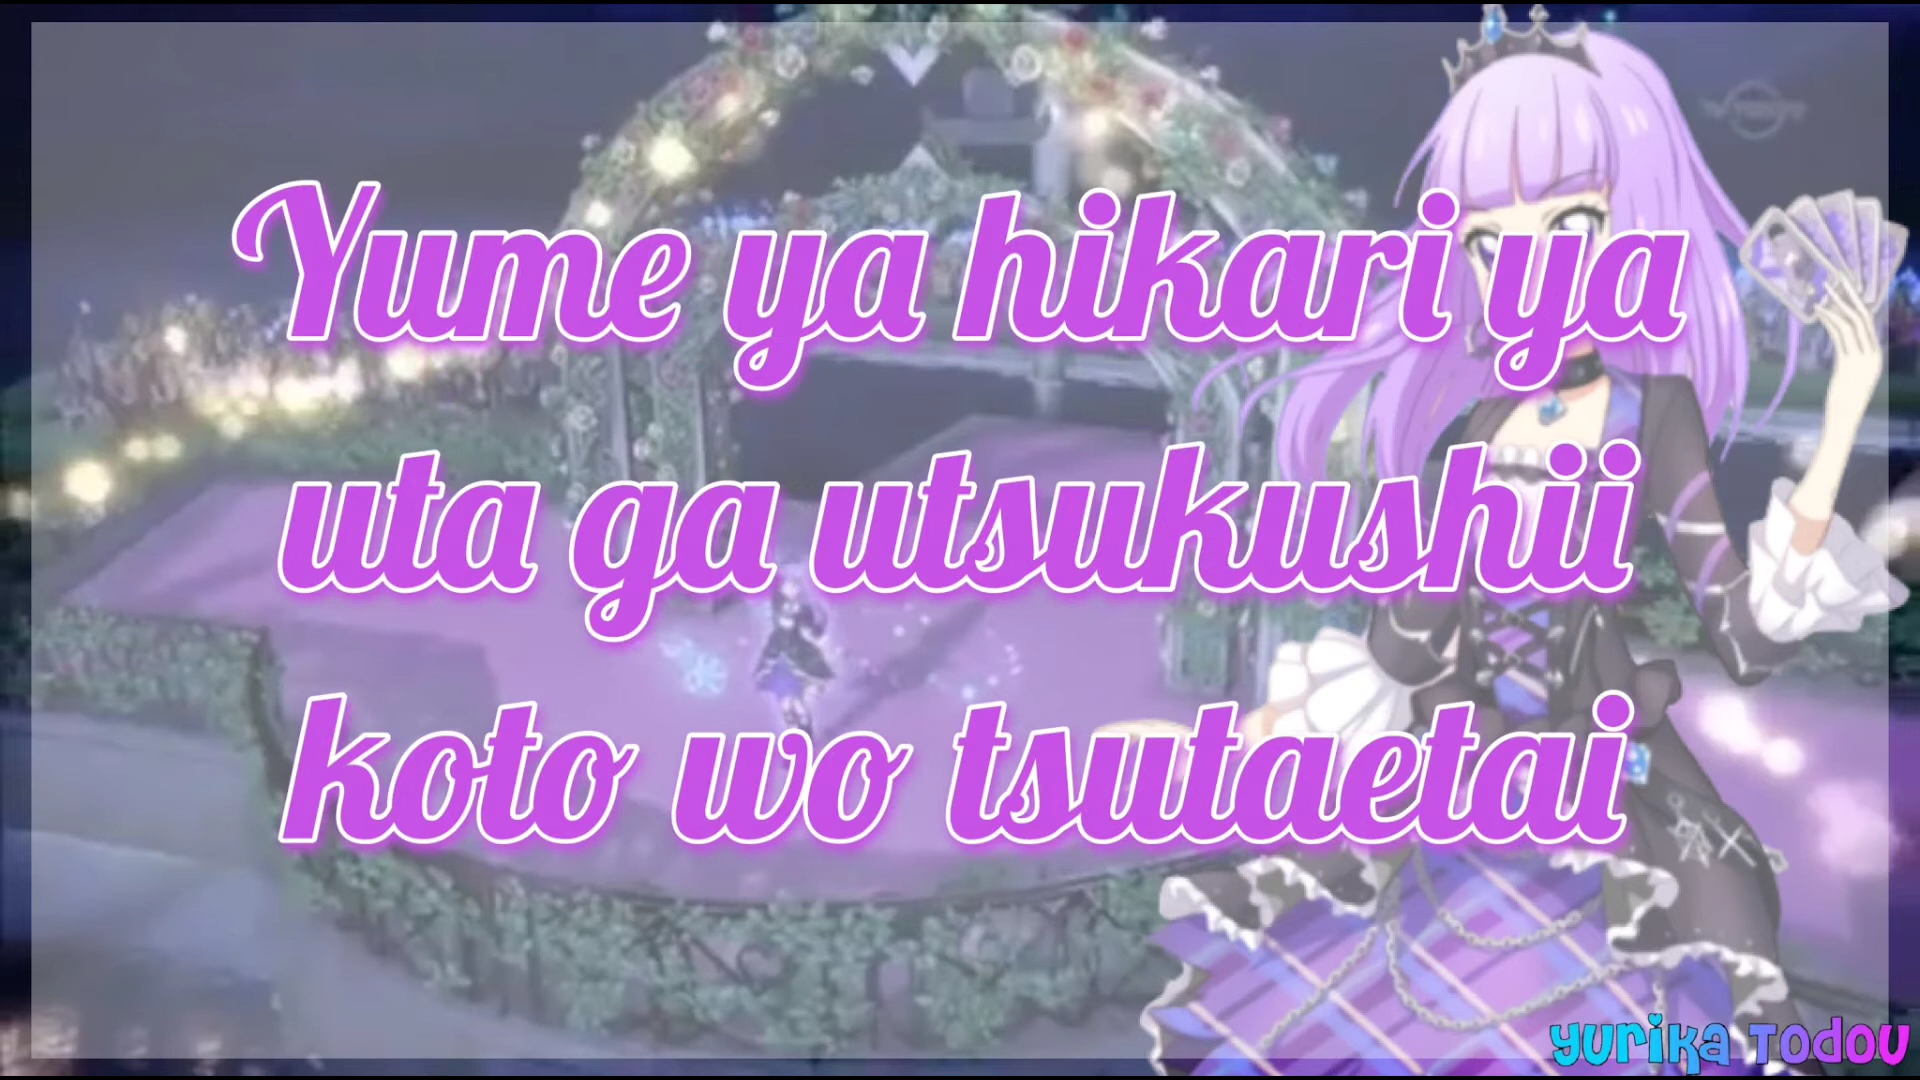 Yume ya hikari ya
uta ga utsukushii
koto wo tsutaetai
Yurika Todou